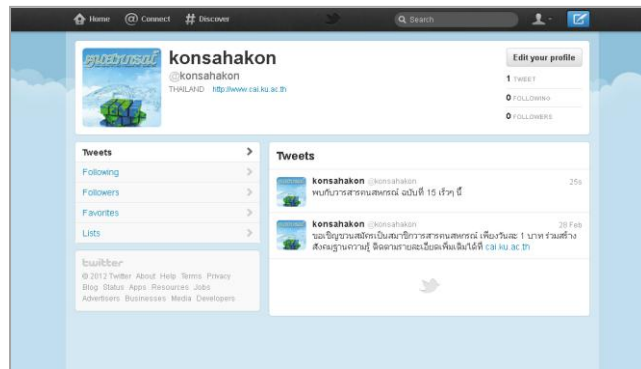 Home @ Connect # Discover Search
konsahakon
@konsahakon
THAILAND http://www.cai.ku.ac.th
Edit your profile
1 TWEET
0 FOLLOWING
0 FOLLOWERS
Tweets
Following
Followers
Favorites
Lists
twitter
© 2012 Twitter About Help Terms Privacy
Blog Status Apps Resources Jobs
Advertisers Businesses Media Developers
Tweets
konsahakon @konsahakon 25s
พบกับวารสารฅนสหกรณ์ ฉบับที่ 15 เร็วๆ นี้
konsahakon @konsahakon 28 Feb
ขอเชิญชวนสมัครเป็นสมาชิกวารสารฅนสหกรณ์ เพียงวันละ 1 บาท ร่วมสร้าง
สังคมฐานความรู้ ติดตามรายละเอียดเพิ่มเติมได้ที่ cai.ku.ac.th